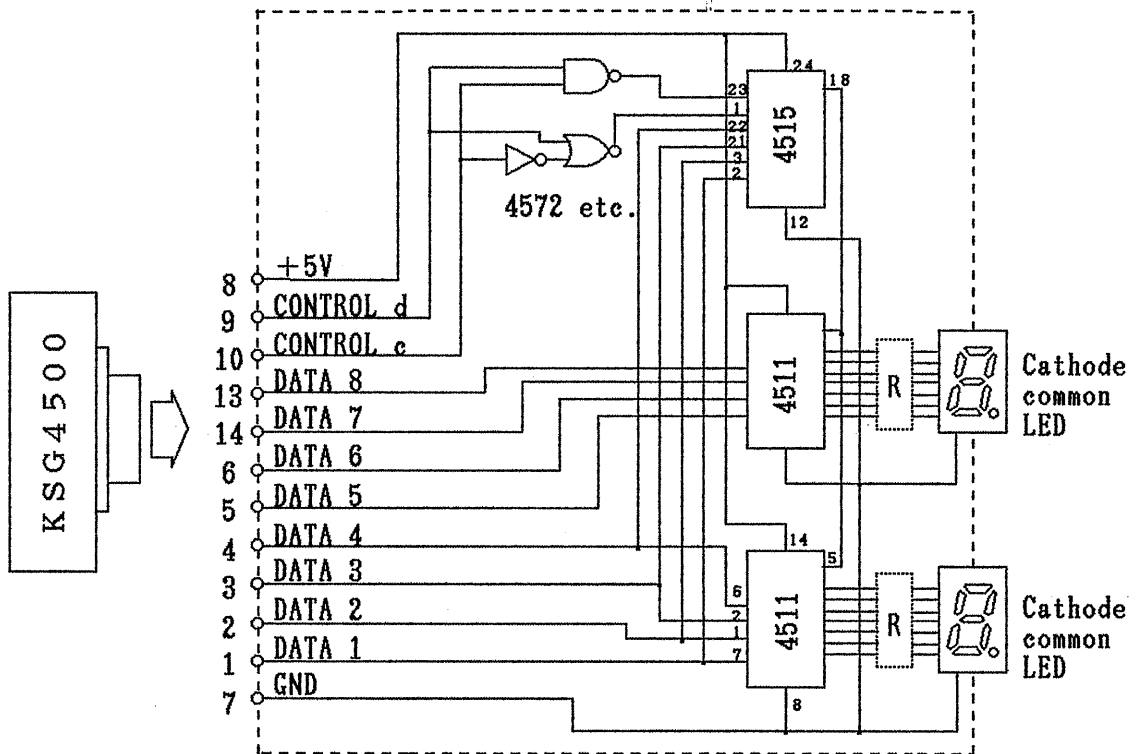 24
18
23
1
22
21
3
2
4515
12
4572 etc.
8 +5V
9 CONTROL d
10 CONTROL c
13 DATA 8
14 DATA 7
6 DATA 6
5 DATA 5
4 DATA 4
3 DATA 3
2 DATA 2
1 DATA 1
7 GND
KSG4500
4511
R
Cathode
common
LED
14
5
6
2
1
7
4511
8
R
Cathode
common
LED